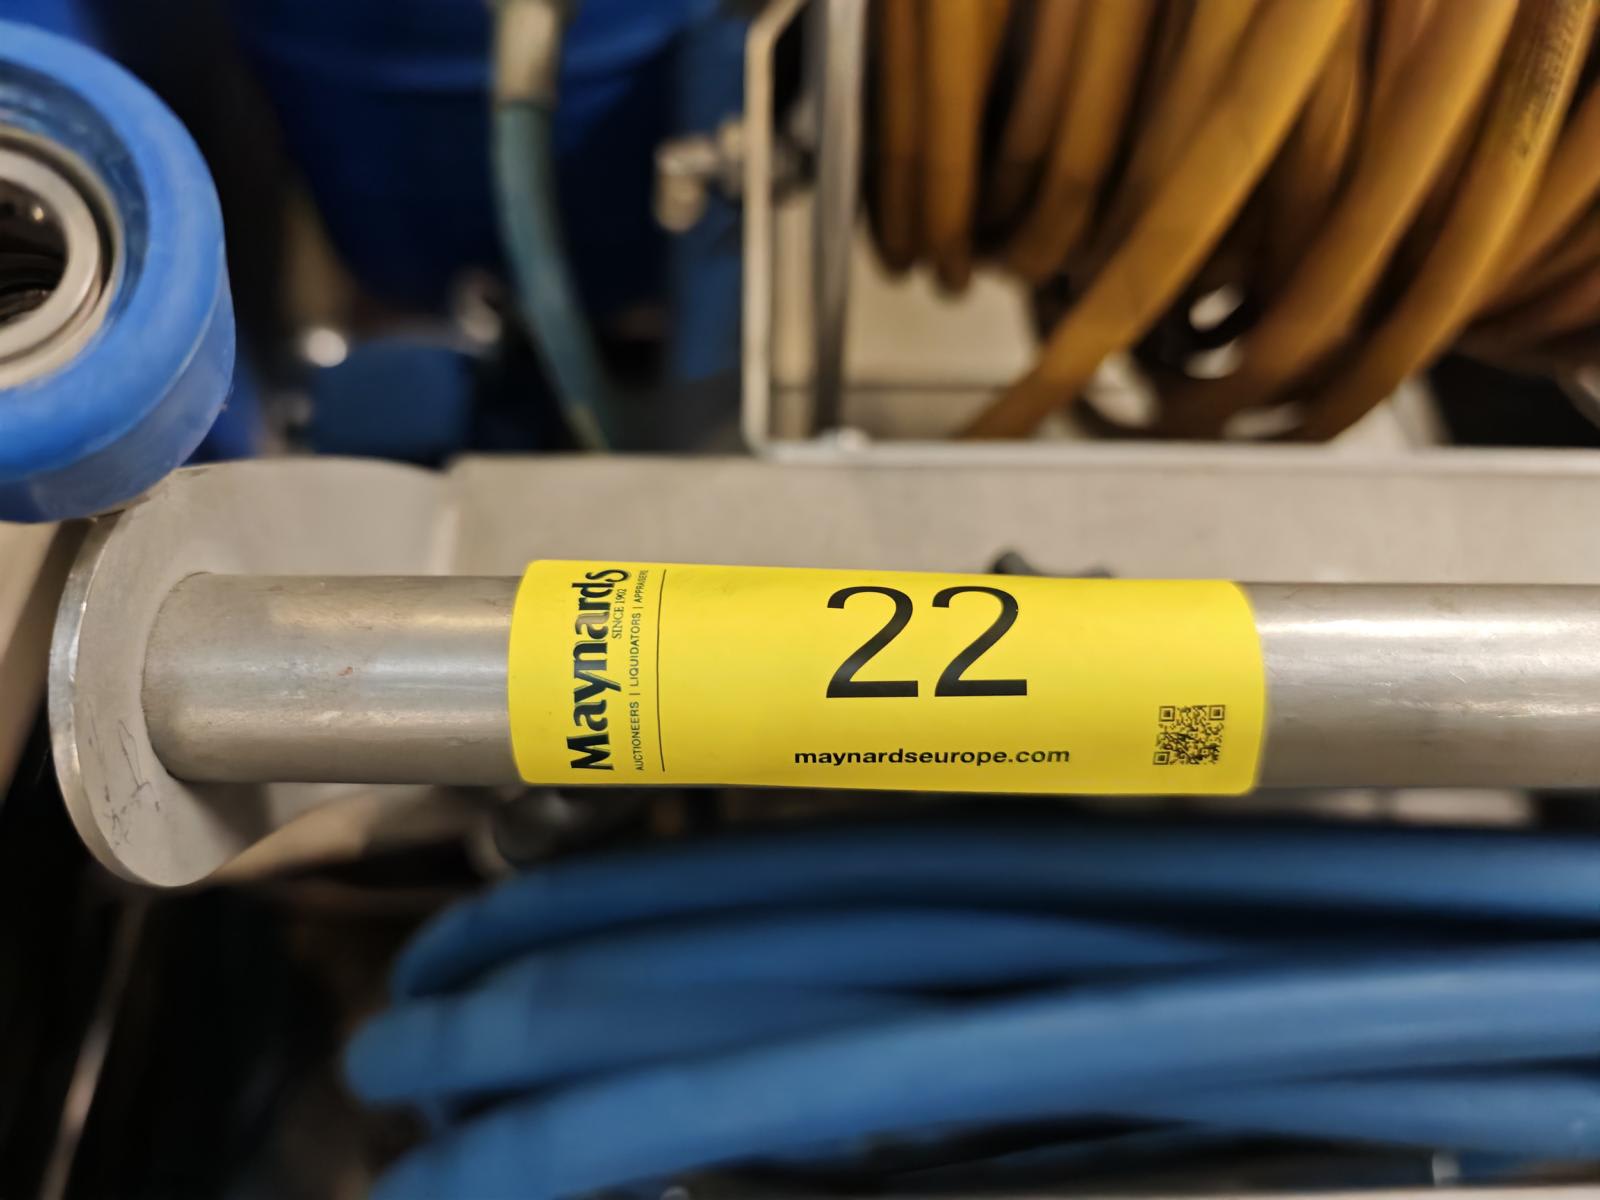 Maynards
SINCE 1902
AUCTIONEERS | LIQUIDATORS | APPRAISERS
22
maynardseurope.com